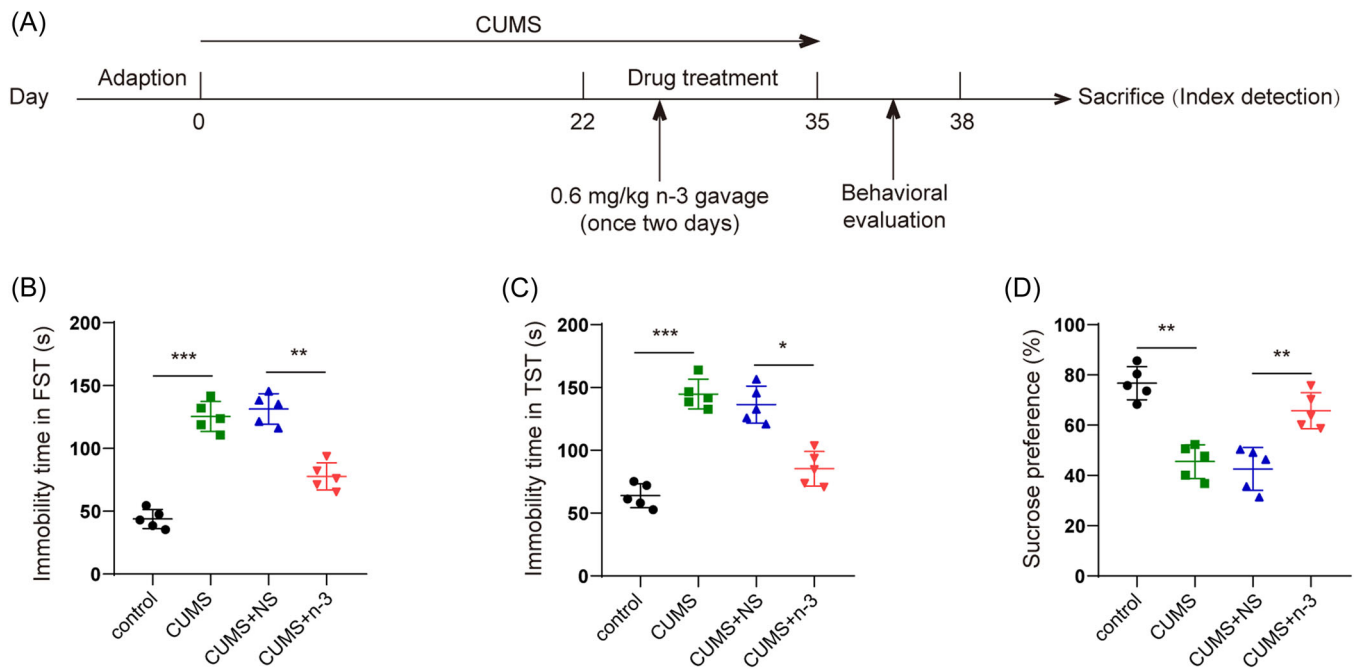 (A)
CUMS
Day
Adaption
Drug treatment
Sacrifice (Index detection)
0
22
35
38
0.6 mg/kg n-3 gavage
(once two days)
Behavioral
evaluation
(B)
Immobility time in FST (s)
200
150
100
50
0
***
**
control
CUMS
CUMS+NS
CUMS+n-3
(C)
Immobility time in TST (s)
200
150
100
50
0
***
*
control
CUMS
CUMS+NS
CUMS+n-3
(D)
Sucrose preference (%)
100
80
60
40
20
0
**
**
control
CUMS
CUMS+NS
CUMS+n-3